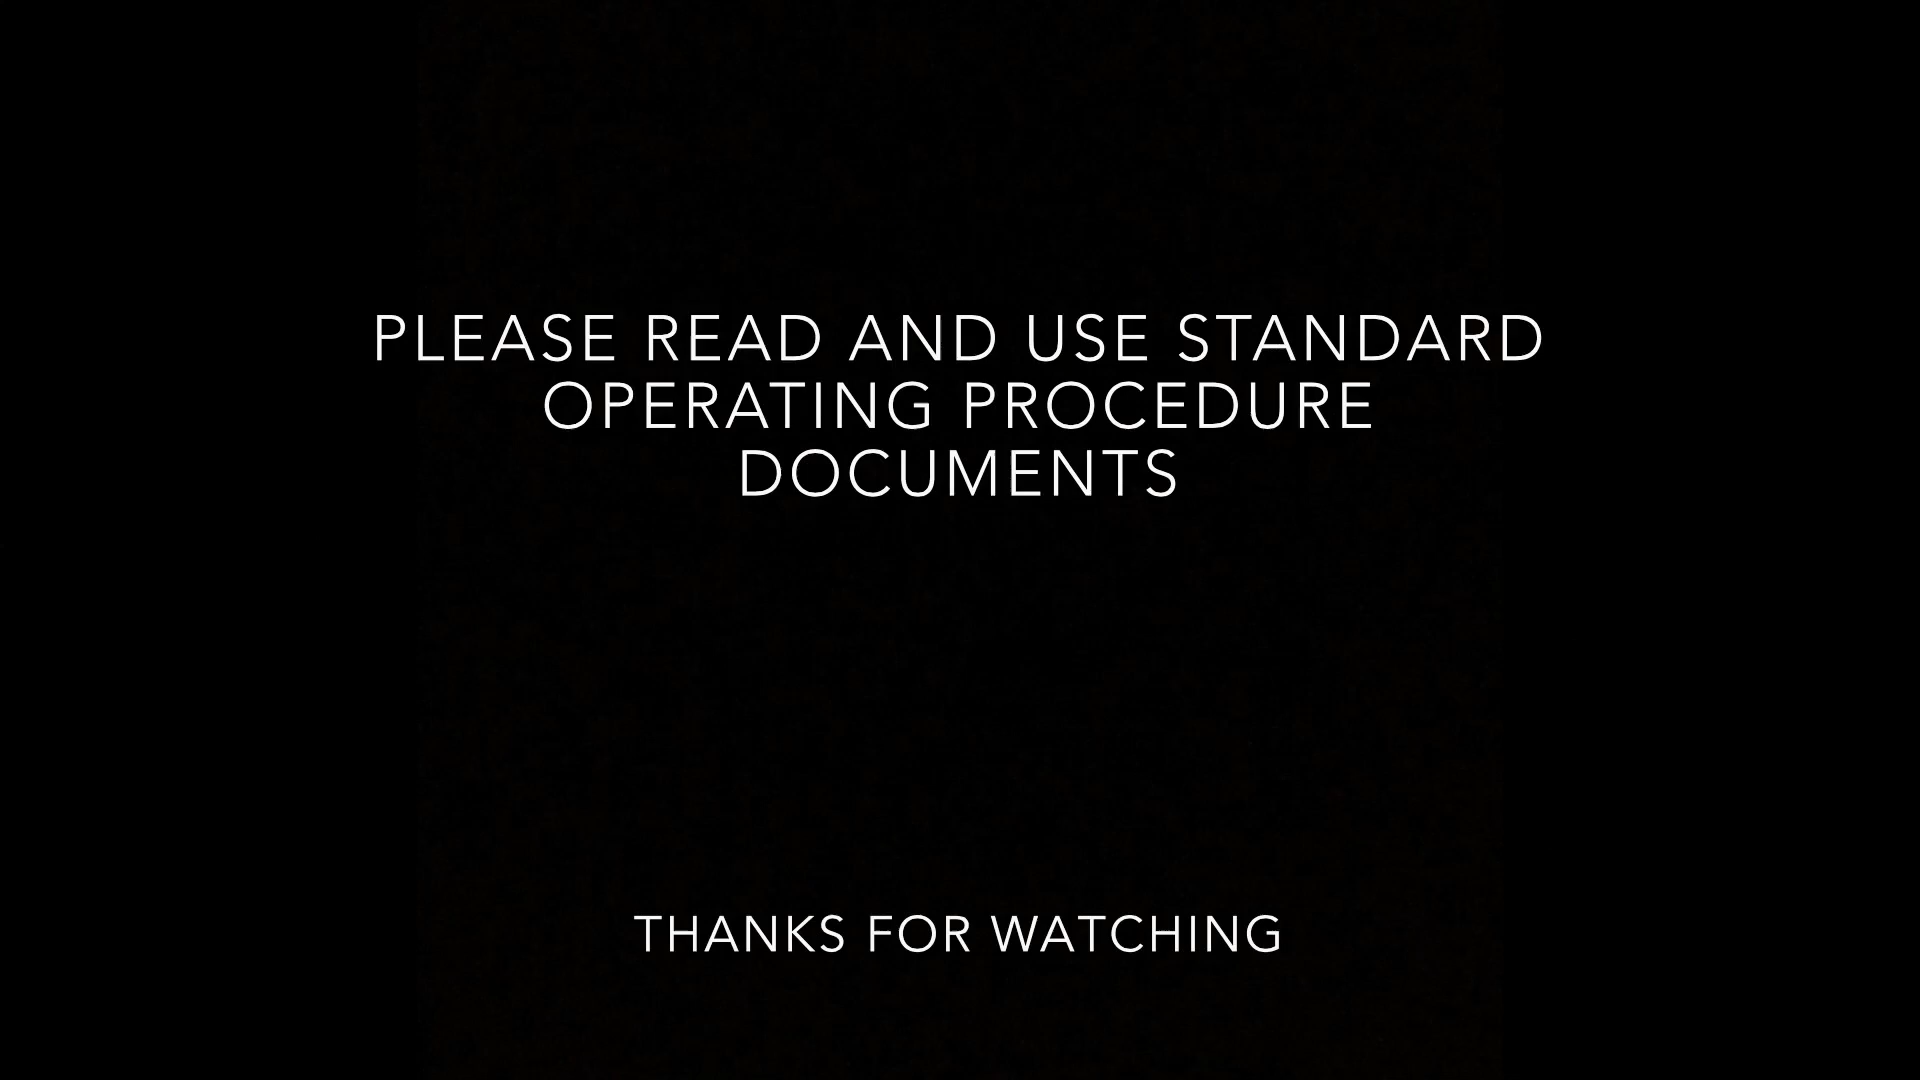 PLEASE READ AND USE STANDARD
OPERATING PROCEDURE
DOCUMENTS
THANKS FOR WATCHING